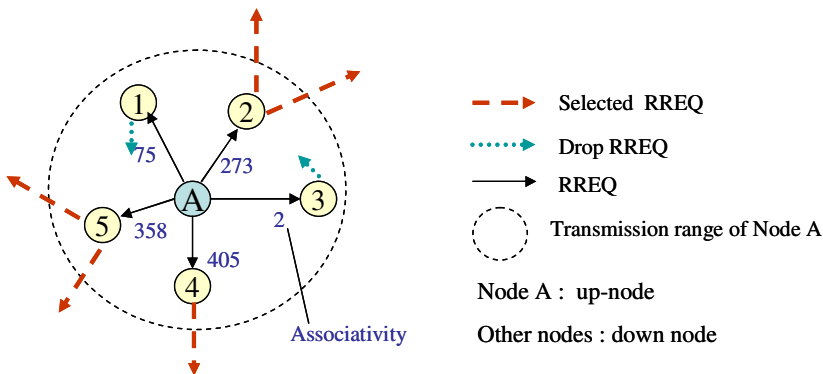 1
2
75
273
A
3
5
358
2
405
4
Associativity
Selected RREQ
Drop RREQ
RREQ
Transmission range of Node A
Node A : up-node
Other nodes : down node